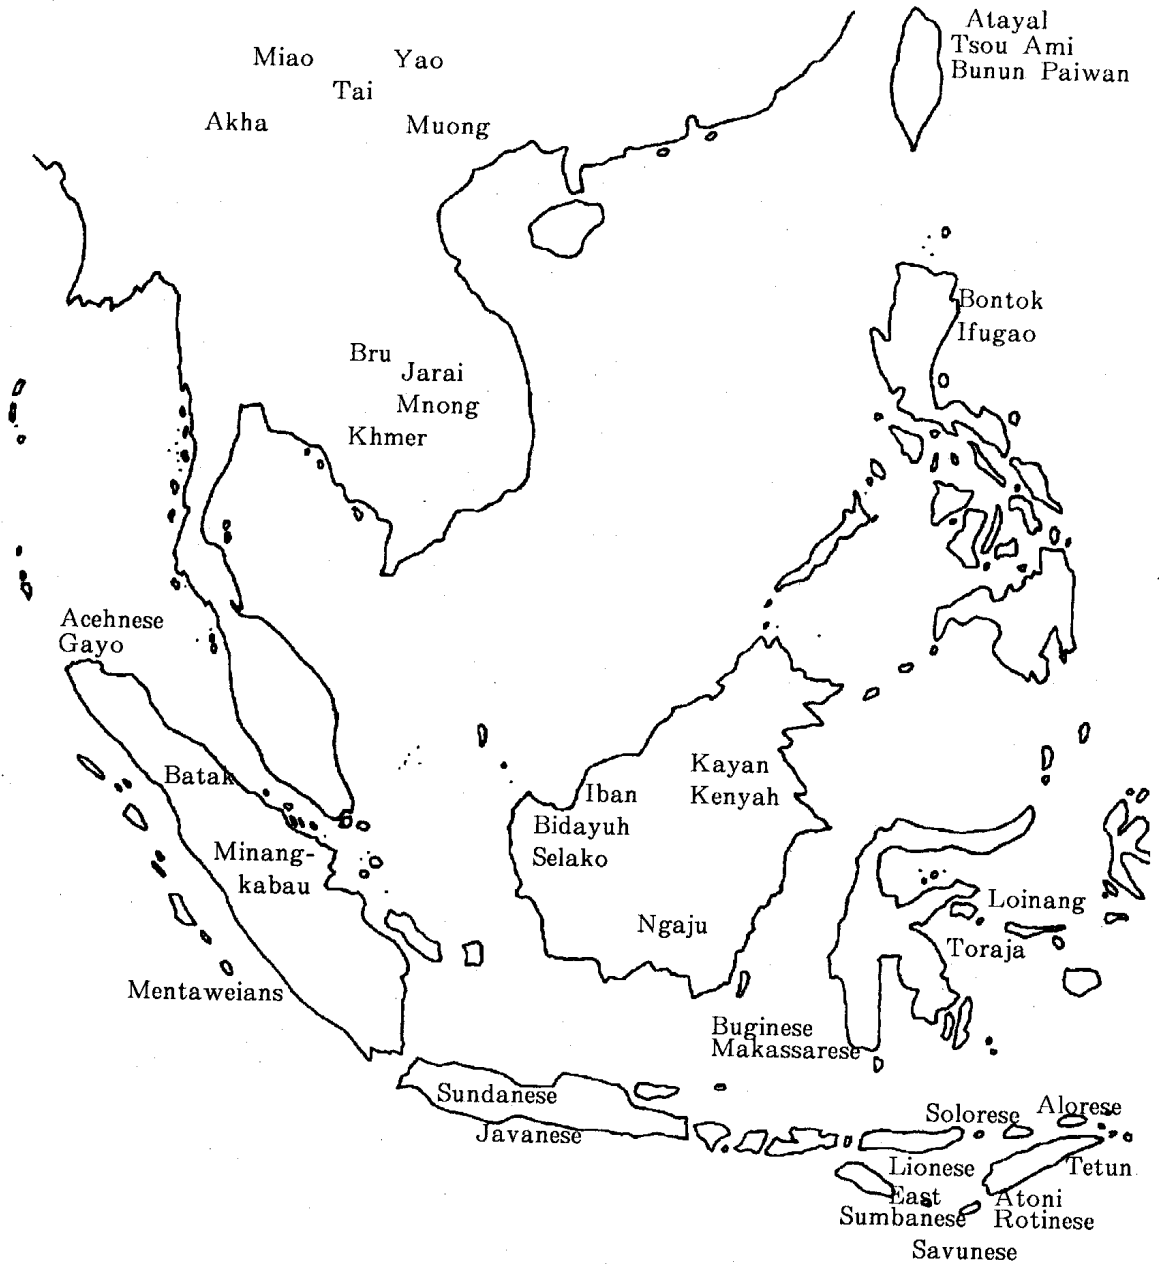 Atayal
Tsou Ami
Bunun Paiwan
Miao
Yao
Tai
Akha
Muong
Bontok
Ifugao
Bru
Jarai
Mnong
Khmer
Acehnese
Gayo
Batak
Minang-
kabau
Mentaweians
Iban
Bidayuh
Selako
Kayan
Kenyah
Ngaju
Loinang
Toraja
Buginese
Makassarese
Sundanese
Javanese
Solorese
Alorese
Lionese
East
Sumbanese
Tetun
Atoni
Rotinese
Savunese